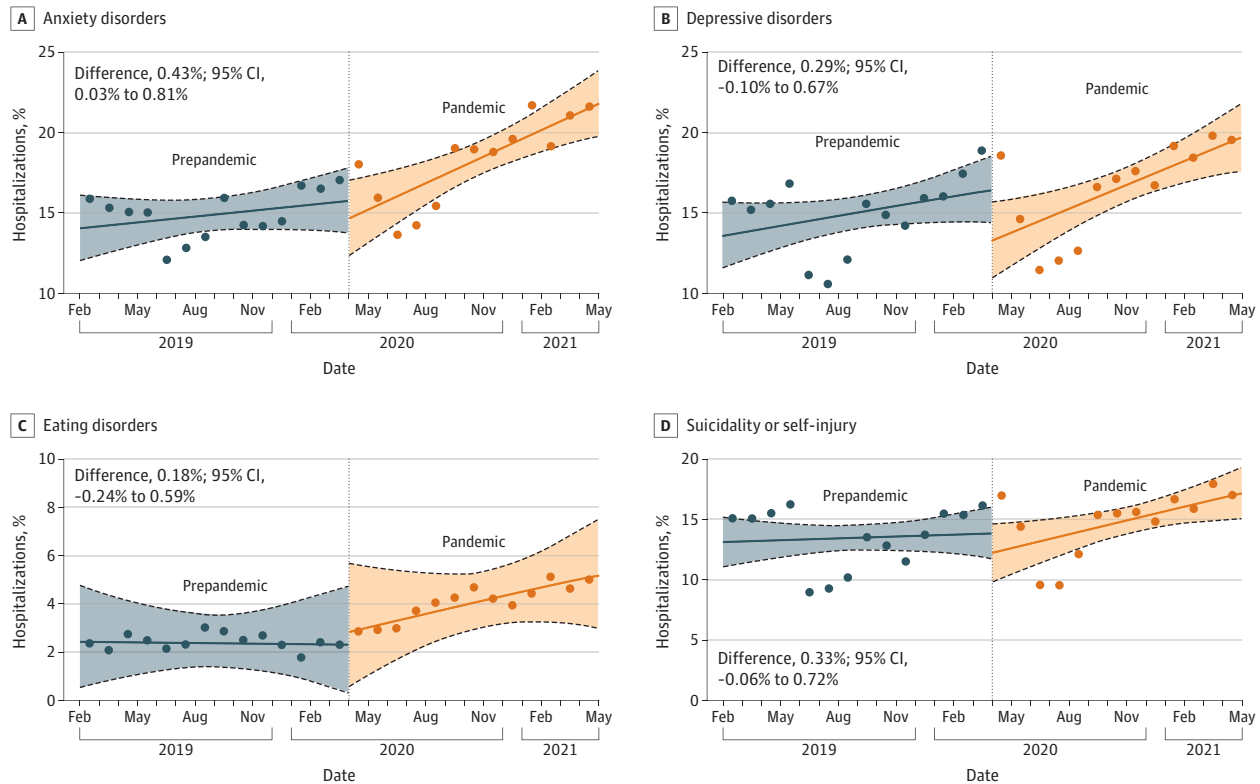 A Anxiety disorders
25
20
15
10
Hospitalizations, %
Difference, 0.43%; 95% CI,
0.03% to 0.81%
Prepandemic
Pandemic
Feb May Aug Nov Feb May Aug Nov Feb May
2019 2020 2021
Date
B Depressive disorders
25
20
15
10
Hospitalizations, %
Difference, 0.29%; 95% CI,
-0.10% to 0.67%
Prepandemic
Pandemic
Feb May Aug Nov Feb May Aug Nov Feb May
2019 2020 2021
Date
C Eating disorders
10
8
6
4
2
0
Hospitalizations, %
Difference, 0.18%; 95% CI,
-0.24% to 0.59%
Prepandemic
Pandemic
Feb May Aug Nov Feb May Aug Nov Feb May
2019 2020 2021
Date
D Suicidality or self-injury
20
15
10
5
0
Hospitalizations, %
Prepandemic
Pandemic
Difference, 0.33%; 95% CI,
-0.06% to 0.72%
Feb May Aug Nov Feb May Aug Nov Feb May
2019 2020 2021
Date